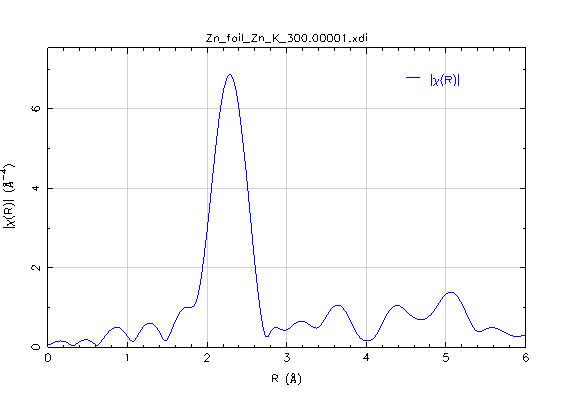 Zn_foil_Zn_K_300.00001.xdi
|χ(R)|
|χ(R)| (Å⁻⁴)
6
4
2
0
0 1 2 3 4 5 6
R (Å)